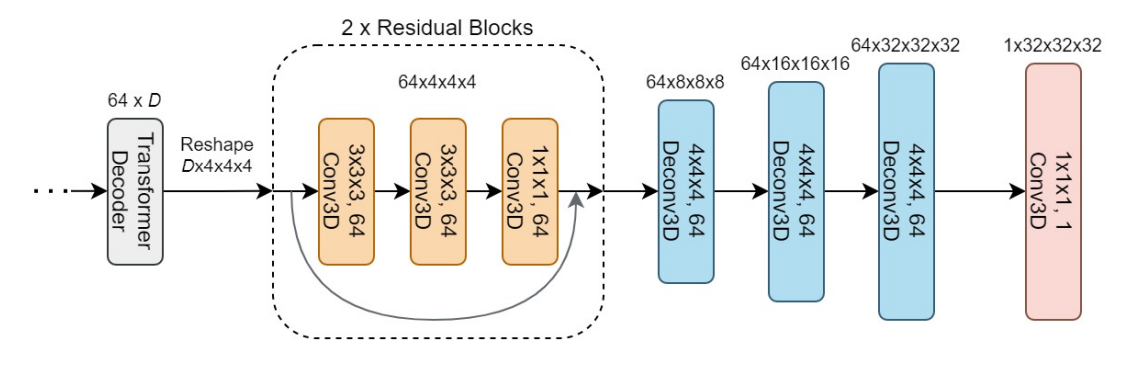 2 x Residual Blocks
64 x D
Transformer
Decoder
Reshape
Dx4x4x4
64x4x4x4
3x3x3, 64
Conv3D
3x3x3, 64
Conv3D
1x1x1, 64
Conv3D
64x8x8x8
4x4x4, 64
Deconv3D
64x16x16x16
4x4x4, 64
Deconv3D
64x32x32x32
4x4x4, 64
Deconv3D
1x32x32x32
1x1x1, 1
Conv3D